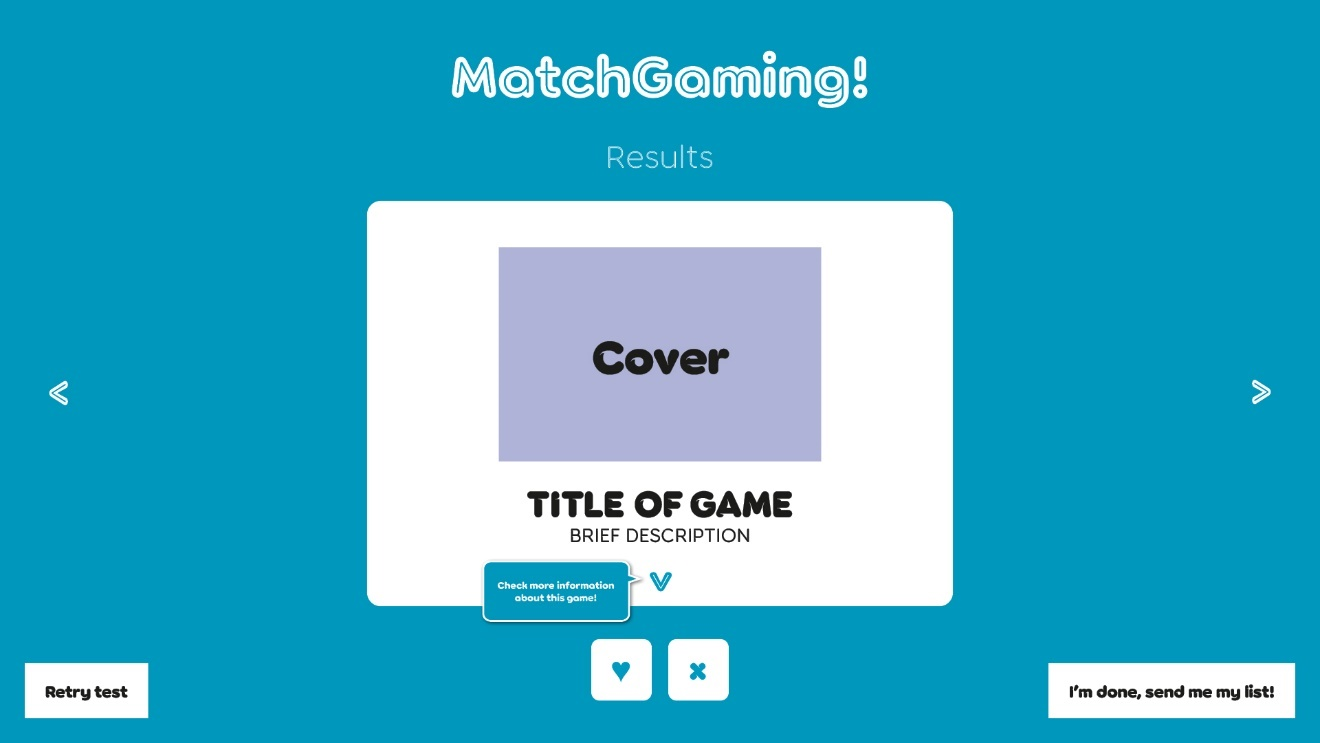 MatchGaming!
Results
Cover
TITLE OF GAME
BRIEF DESCRIPTION
Check more information
about this game!
Retry test
I'm done, send me my list!